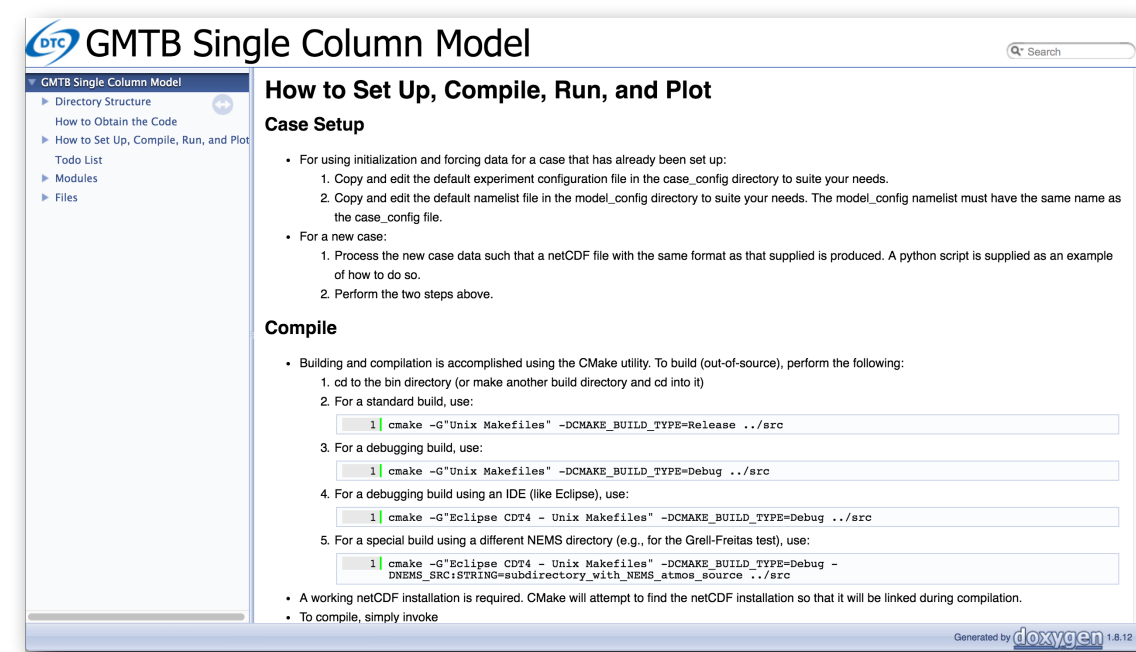 DTC GMTB Single Column Model
Search
GMTB Single Column Model
Directory Structure
How to Obtain the Code
How to Set Up, Compile, Run, and Plot
Todo List
Modules
Files
How to Set Up, Compile, Run, and Plot
Case Setup
• For using initialization and forcing data for a case that has already been set up:
1. Copy and edit the default experiment configuration file in the case_config directory to suite your needs.
2. Copy and edit the default namelist file in the model_config directory to suite your needs. The model_config namelist must have the same name as
the case_config file.
• For a new case:
1. Process the new case data such that a netCDF file with the same format as that supplied is produced. A python script is supplied as an example
of how to do so.
2. Perform the two steps above.
Compile
• Building and compilation is accomplished using the CMake utility. To build (out-of-source), perform the following:
1. cd to the bin directory (or make another build directory and cd into it)
2. For a standard build, use:
1 cmake -G"Unix Makefiles" -DCMAKE_BUILD_TYPE=Release ../src
3. For a debugging build, use:
1 cmake -G"Unix Makefiles" -DCMAKE_BUILD_TYPE=Debug ../src
4. For a debugging build using an IDE (like Eclipse), use:
1 cmake -G"Eclipse CDT4 - Unix Makefiles" -DCMAKE_BUILD_TYPE=Debug ../src
5. For a special build using a different NEMS directory (e.g., for the Grell-Freitas test), use:
1 cmake -G"Eclipse CDT4 - Unix Makefiles" -DCMAKE_BUILD_TYPE=Debug -
DNEMS_SRC:STRING=subdirectory_with_NEMS_atmos_source ../src
• A working netCDF installation is required. CMake will attempt to find the netCDF installation so that it will be linked during compilation.
• To compile, simply invoke
Generated by doxygen 1.8.12